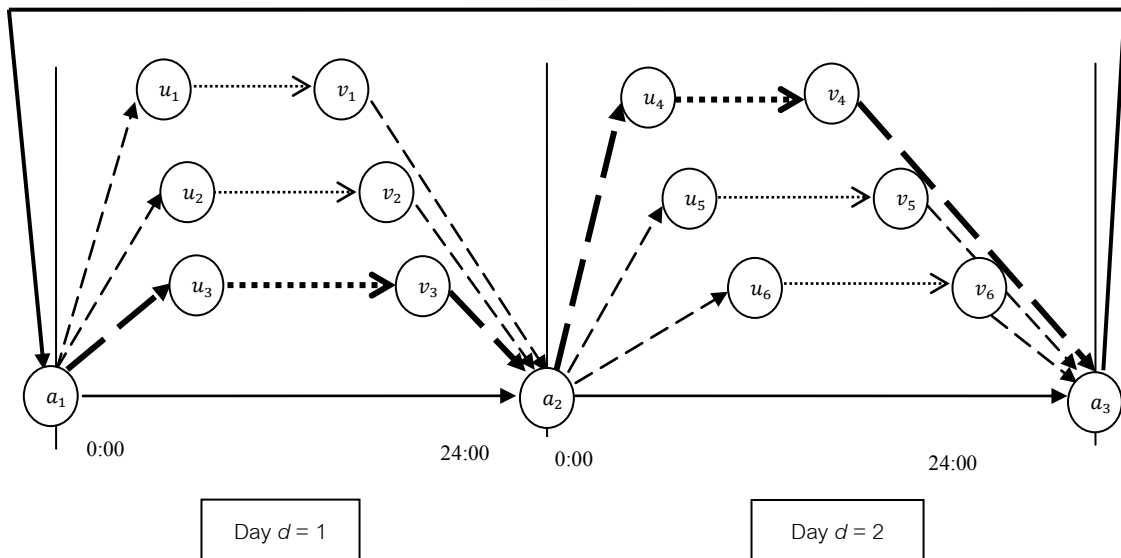 u₁ v₁ u₄ v₄
u₂ v₂ u₅ v₅
u₃ v₃ u₆ v₆
a₁ a₂ a₃
0:00 24:00 0:00 24:00
Day d = 1 Day d = 2